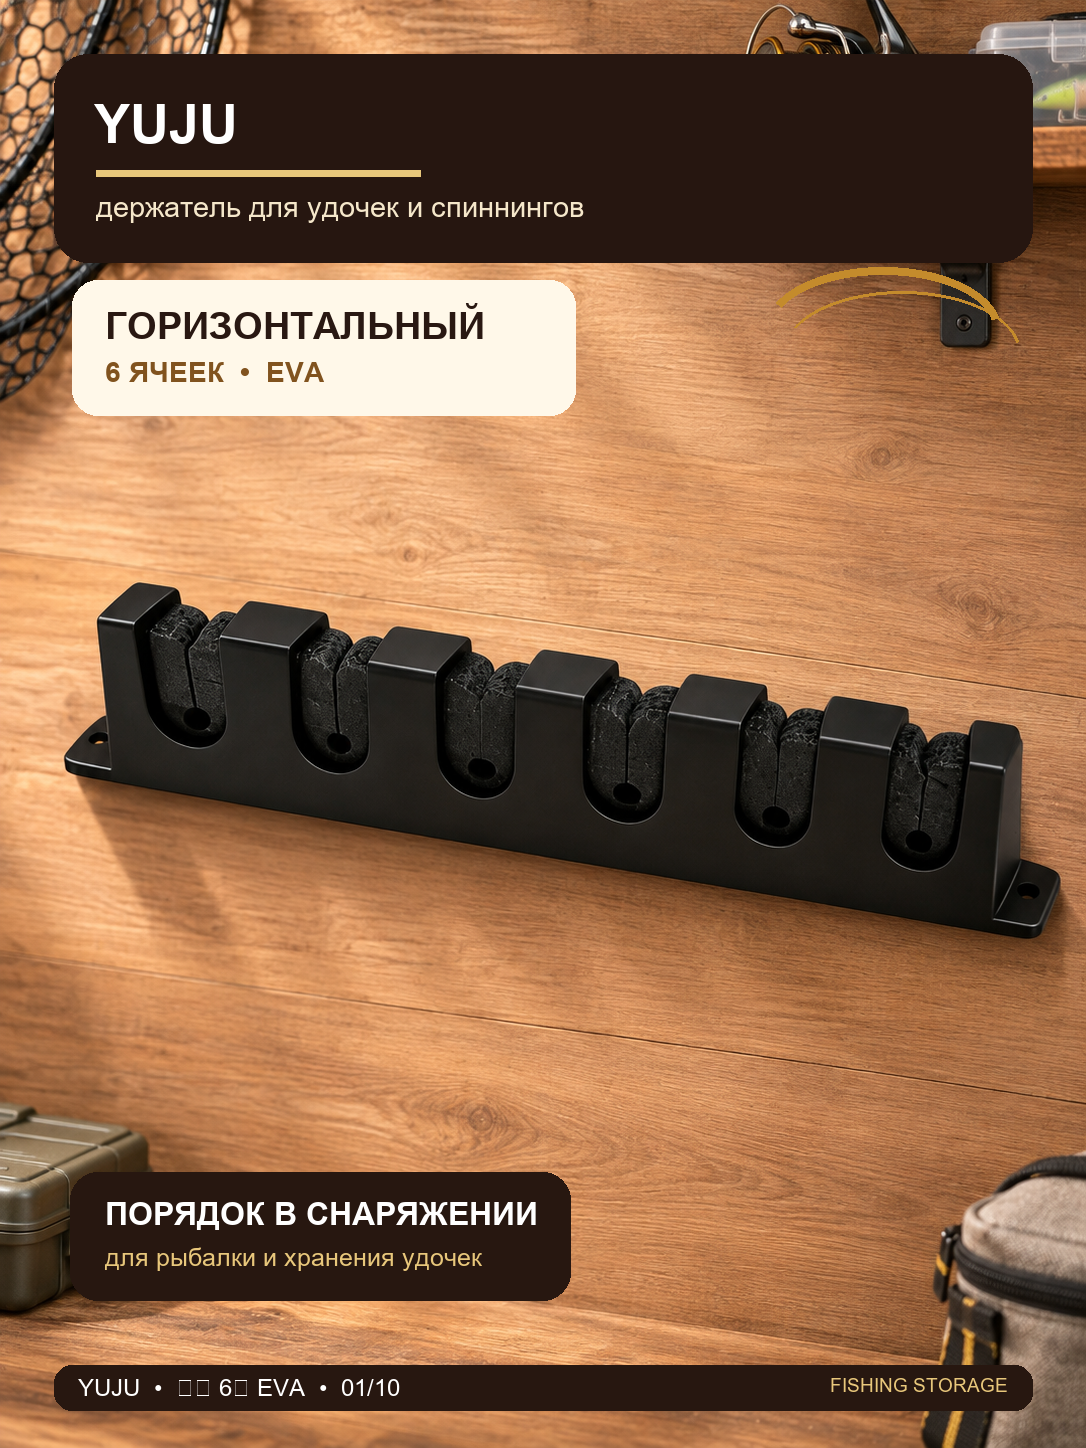 YUJU
держатель для удочек и спиннингов
ГОРИЗОНТАЛЬНЫЙ
6 ЯЧЕЕК • EVA
ПОРЯДОК В СНАРЯЖЕНИИ
для рыбалки и хранения удочек
YUJU • □□ 6□ EVA • 01/10
FISHING STORAGE